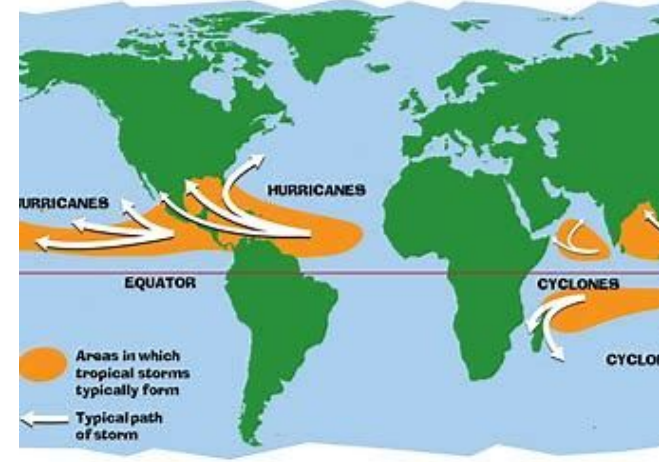 HURRICANES
URRICANES
EQUATOR
CYCLONES
CYCLO
Areas in which
tropical storms
typically form
Typical path
of storm